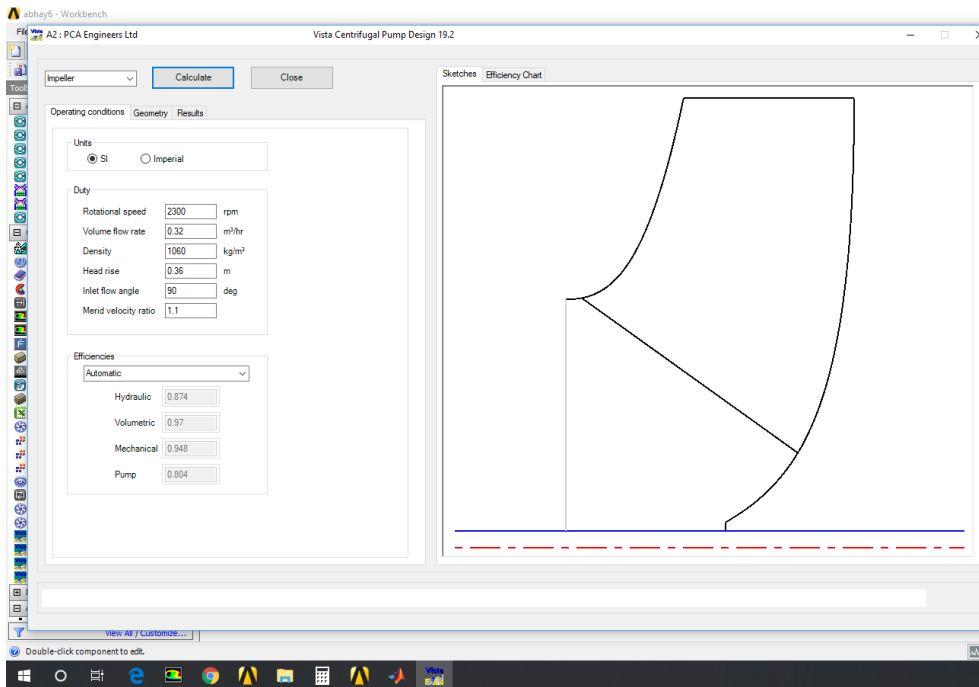 abhay6 - Workbench
File
A2 : PCA Engineers Ltd
Vista Centrifugal Pump Design 19.2
Impeller
Calculate
Close
Sketches
Efficiency Chart
Operating conditions
Geometry
Results
Units
SI
Imperial
Duty
Rotational speed 2300 rpm
Volume flow rate 0.32 m³/hr
Density 1060 kg/m³
Head rise 0.36 m
Inlet flow angle 90 deg
Merid velocity ratio 1.1
Efficiencies
Automatic
Hydraulic 0.874
Volumetric 0.97
Mechanical 0.948
Pump 0.804
View All / Customize...
Double-click component to edit.
Vista